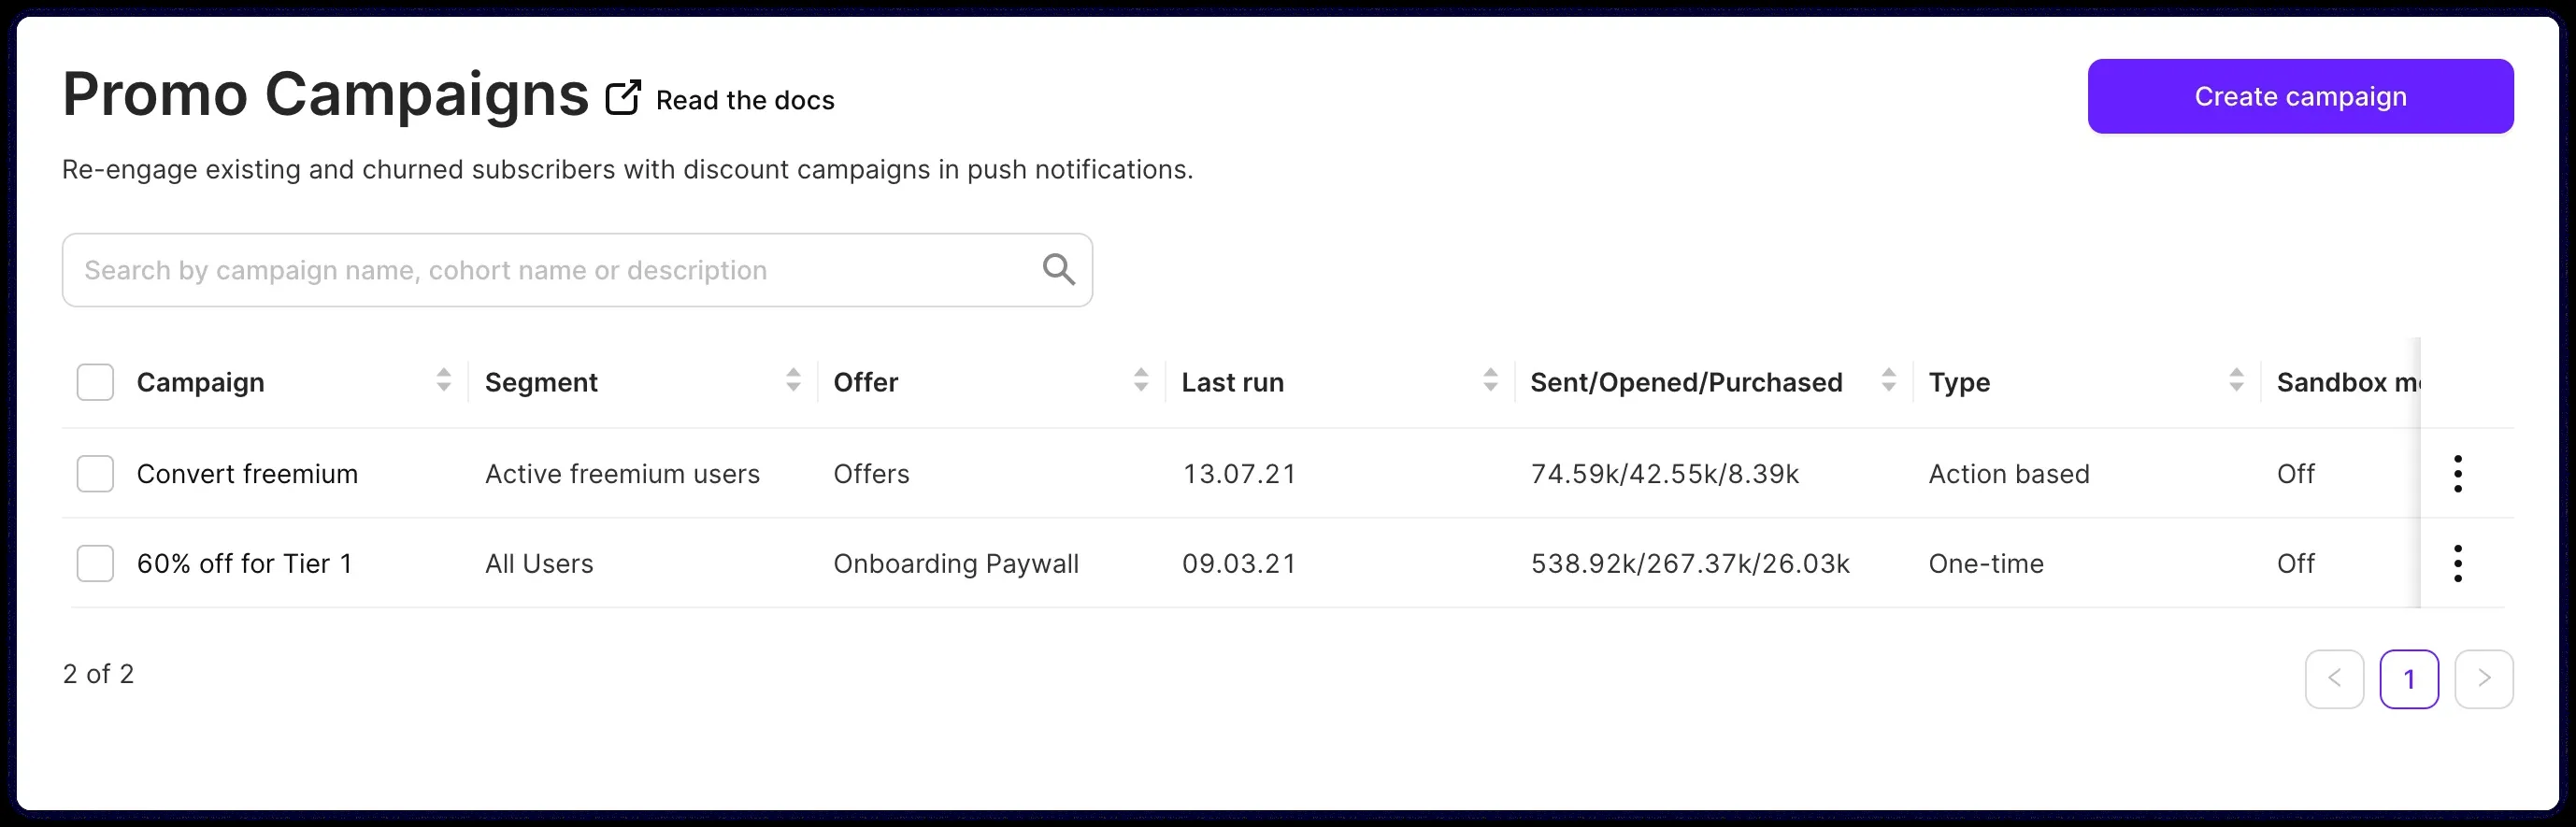 Promo Campaigns Read the docs
Create campaign
Re-engage existing and churned subscribers with discount campaigns in push notifications.
Search by campaign name, cohort name or description
Campaign Segment Offer Last run Sent/Opened/Purchased Type Sandbox
Convert freemium Active freemium users Offers 13.07.21 74.59k/42.55k/8.39k Action based Off
60% off for Tier 1 All Users Onboarding Paywall 09.03.21 538.92k/267.37k/26.03k One-time Off
2 of 2
< 1 >